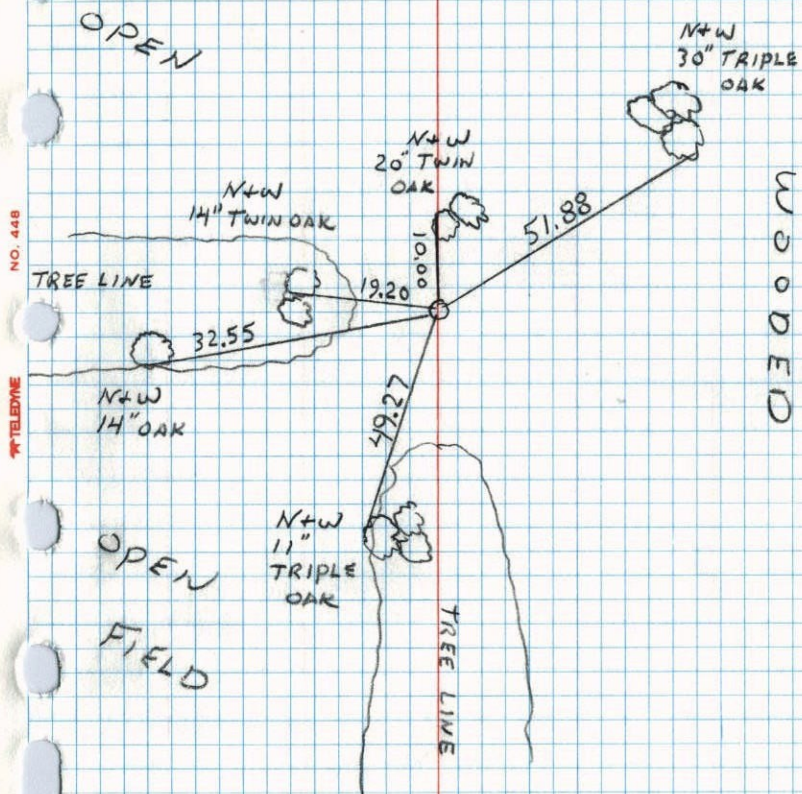 OPEN
N+W
30" TRIPLE
OAK
N+W
20" TWIN
OAK
WOODED
N+W
14" TWIN OAK
51.88
10.00
NO. 448
TREE LINE
19.20
32.55
N+W
14" OAK
TELEDYNE
49.27
N+W
11"
TRIPLE
OAK
OPEN
FIELD
TREE LINE